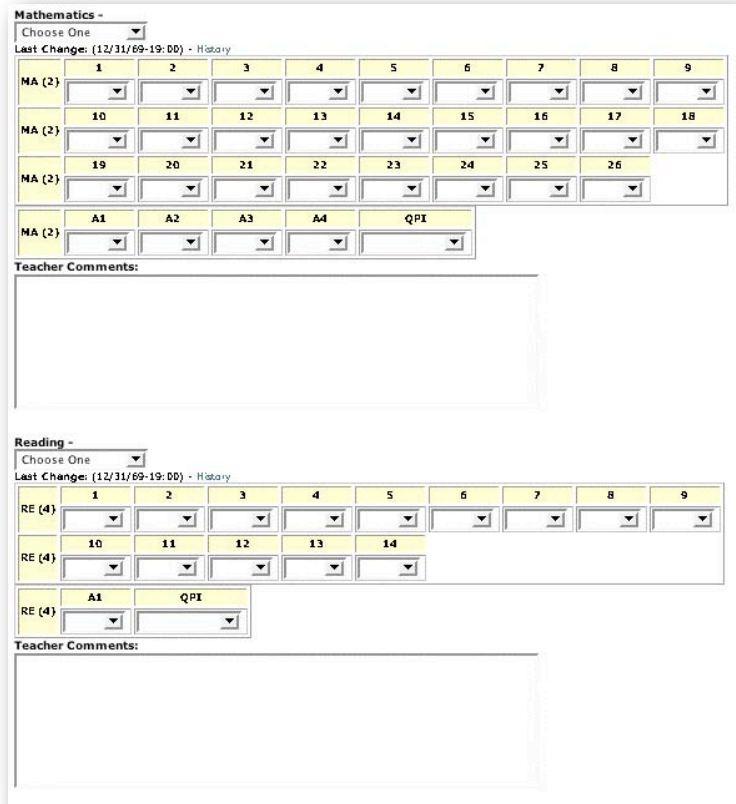 Mathematics -
Choose One
Last Change: (12/31/69-19:00) - History
1 2 3 4 5 6 7 8 9
MA (2)
10 11 12 13 14 15 16 17 18
MA (2)
19 20 21 22 23 24 25 26
MA (2)
A1 A2 A3 A4 QPI
MA (2)
Teacher Comments:
Reading -
Choose One
Last Change: (12/31/69-19:00) - History
1 2 3 4 5 6 7 8 9
RE (4)
10 11 12 13 14
RE (4)
A1 QPI
RE (4)
Teacher Comments: